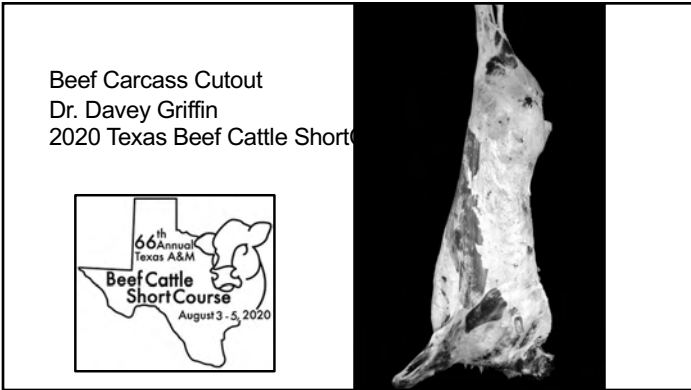 Beef Carcass Cutout
Dr. Davey Griffin
2020 Texas Beef Cattle Short
66th Annual
Texas A&M
Beef Cattle
Short Course
August 3-5, 2020